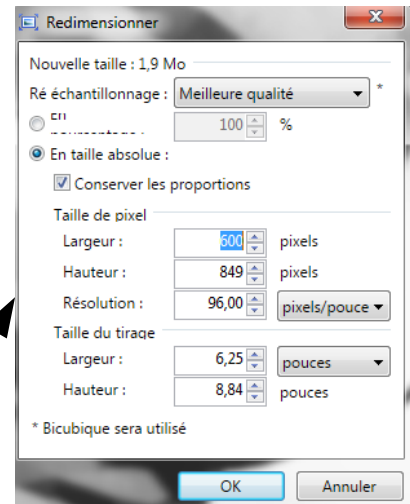 Redimensionner
Nouvelle taille : 1,9 Mo
Ré échantillonnage : Meilleure qualité *
En 100 %
En taille absolue :
Conserver les proportions
Taille de pixel
Largeur : 600 pixels
Hauteur : 849 pixels
Résolution : 96,00 pixels/pouce
Taille du tirage
Largeur : 6,25 pouces
Hauteur : 8,84 pouces
* Bicubique sera utilisé
OK Annuler